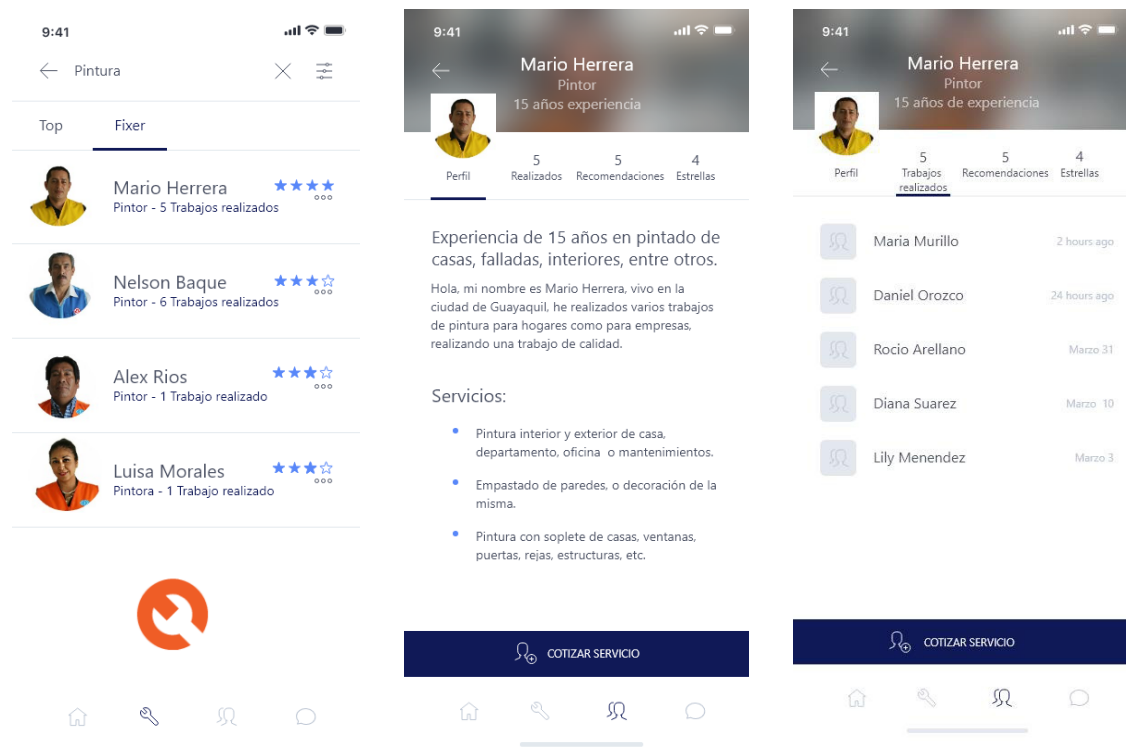 9:41
Pintura
Top
Fixer
Mario Herrera
Pintor - 5 Trabajos realizados
Nelson Baque
Pintor - 6 Trabajos realizados
Alex Rios
Pintor - 1 Trabajo realizado
Luisa Morales
Pintora - 1 Trabajo realizado
9:41
Mario Herrera
Pintor
15 años experiencia
5
5
4
Perfil
Realizados
Recomendaciones
Estrellas
Experiencia de 15 años en pintado de
casas, falladas, interiores, entre otros.
Hola, mi nombre es Mario Herrera, vivo en la
ciudad de Guayaquil, he realizados varios trabajos
de pintura para hogares como para empresas,
realizando una trabajo de calidad.
Servicios:
Pintura interior y exterior de casa,
departamento, oficina o mantenimientos.
Empastado de paredes, o decoración de la
misma.
Pintura con soplete de casas, ventanas,
puertas, rejas, estructuras, etc.
COTIZAR SERVICIO
9:41
Mario Herrera
Pintor
15 años de experiencia
5
5
4
Perfil
Trabajos
realizados
Recomendaciones
Estrellas
Maria Murillo
2 hours ago
Daniel Orozco
24 hours ago
Rocio Arellano
Marzo 31
Diana Suarez
Marzo 10
Lily Menendez
Marzo 3
COTIZAR SERVICIO